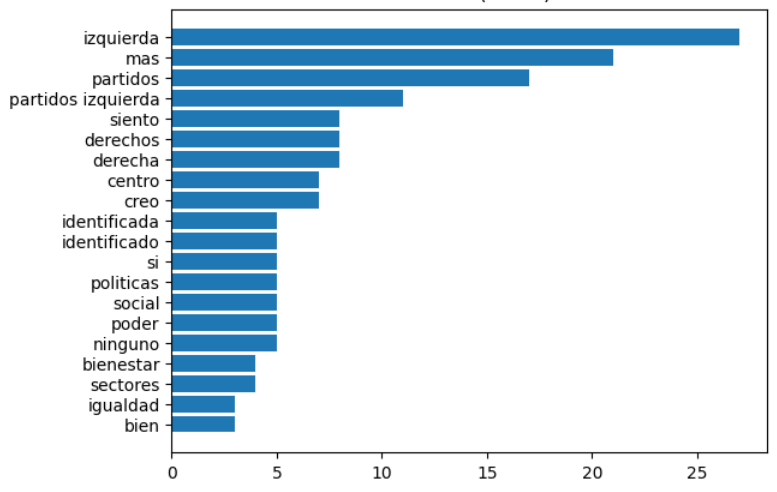 izquierda
mas
partidos
partidos izquierda
siento
derechos
derecha
centro
creo
identificada
identificado
si
politicas
social
poder
ninguno
bienestar
sectores
igualdad
bien
0 5 10 15 20 25